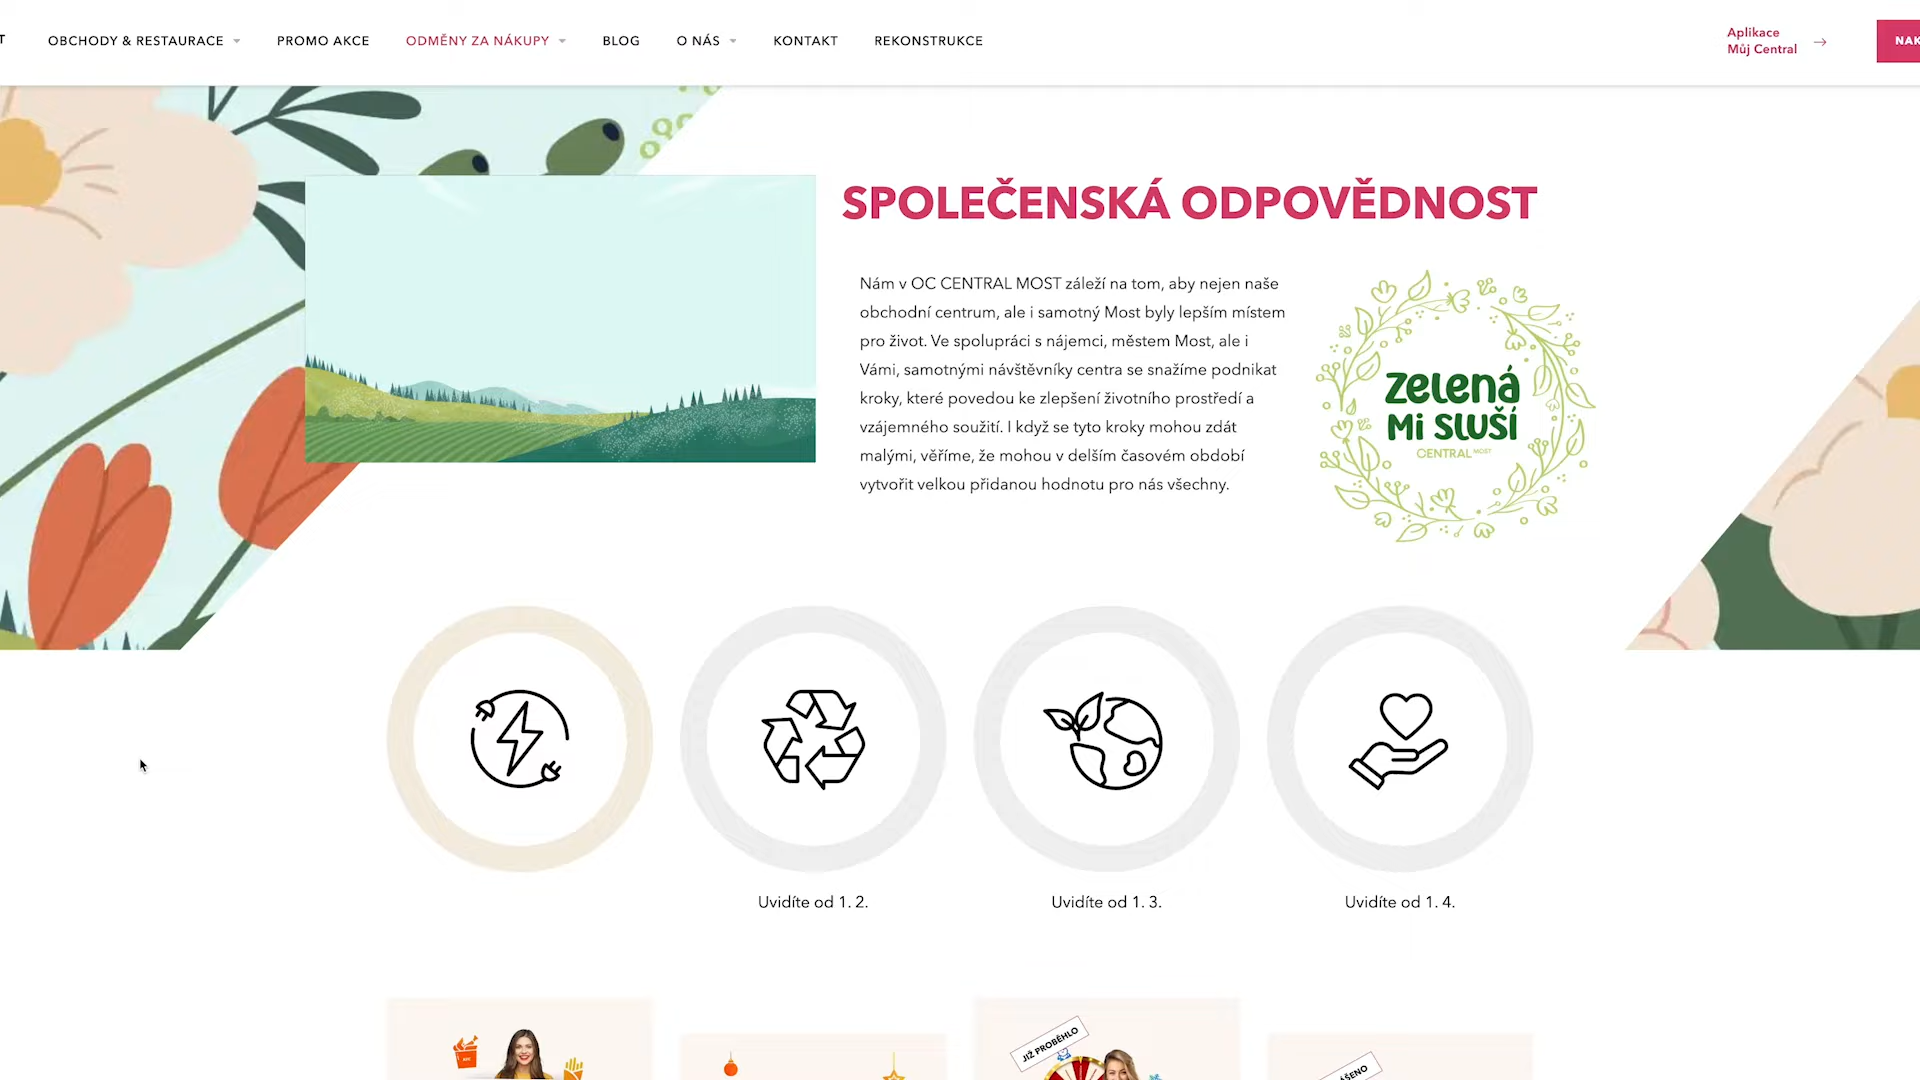 OBCHODY & RESTAURACE
PROMO AKCE
ODMĚNY ZA NÁKUPY
BLOG
O NÁS
KONTAKT
REKONSTRUKCE
Aplikace
Můj Central
SPOLEČENSKÁ ODPOVĚDNOST
Nám v OC CENTRAL MOST záleží na tom, aby nejen naše
obchodní centrum, ale i samotný Most byly lepším místem
pro život. Ve spolupráci s nájemci, městem Most, ale i
Vámi, samotnými návštěvníky centra se snažíme podnikat
kroky, které povedou ke zlepšení životního prostředí a
vzájemného soužití. I když se tyto kroky mohou zdát
malými, věříme, že mohou v delším časovém období
vytvořit velkou přidanou hodnotu pro nás všechny.
zelená
Mi sluší
CENTRAL MOST
Uvidíte od 1. 2.
Uvidíte od 1. 3.
Uvidíte od 1. 4.
JIŽ PROBĚHLO